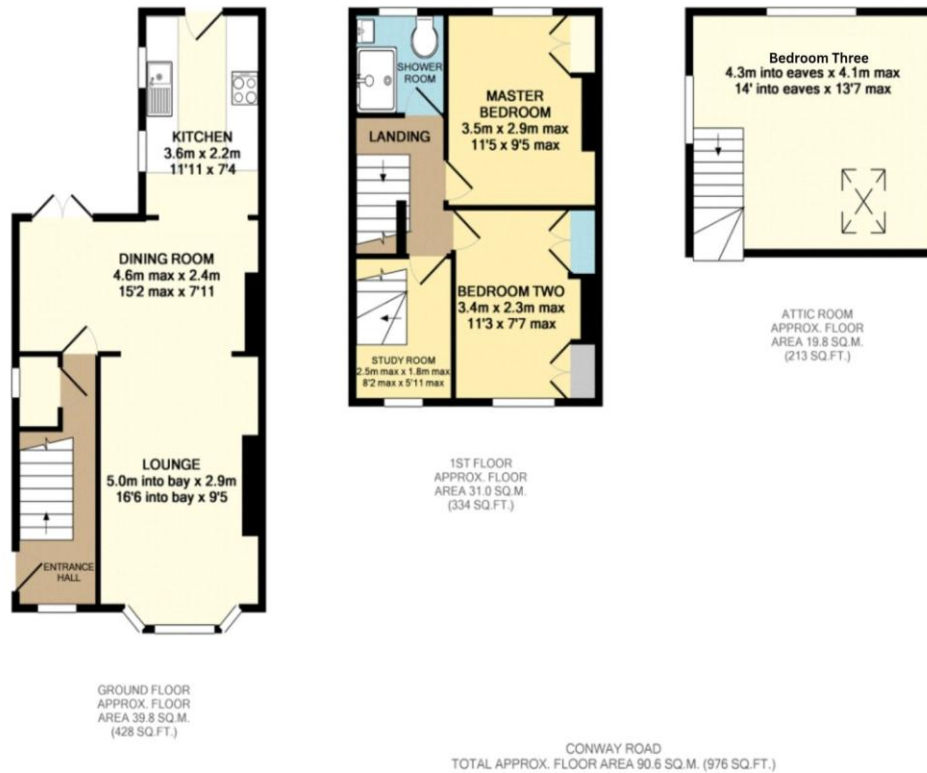 KITCHEN
3.6m x 2.2m
11'11 x 7'4
DINING ROOM
4.6m max x 2.4m
15'2 max x 7'11
LOUNGE
5.0m into bay x 2.9m
16'6 into bay x 9'5
ENTRANCE
HALL
GROUND FLOOR
APPROX. FLOOR
AREA 39.8 SQ.M.
(428 SQ.FT.)
SHOWER
ROOM
LANDING
MASTER
BEDROOM
3.5m x 2.9m max
11'5 x 9'5 max
BEDROOM TWO
3.4m x 2.3m max
11'3 x 7'7 max
STUDY ROOM
2.5m max x 1.8m max
8'2 max x 5'11 max
1ST FLOOR
APPROX. FLOOR
AREA 31.0 SQ.M.
(334 SQ.FT.)
Bedroom Three
4.3m into eaves x 4.1m max
14' into eaves x 13'7 max
ATTIC ROOM
APPROX. FLOOR
AREA 19.8 SQ.M.
(213 SQ.FT.)
CONWAY ROAD
TOTAL APPROX. FLOOR AREA 90.6 SQ.M. (976 SQ.FT.)